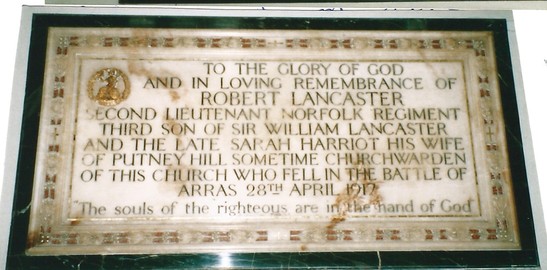 TO THE GLORY OF GOD
AND IN LOVING REMEMBRANCE OF
ROBERT LANCASTER
SECOND LIEUTENANT NORFOLK REGIMENT
THIRD SON OF SIR WILLIAM LANCASTER
AND THE LATE SARAH HARRIOT HIS WIFE
OF PUTNEY HILL SOMETIME CHURCHWARDEN
OF THIS CHURCH WHO FELL IN THE BATTLE OF
ARRAS 28TH APRIL 1917
"The souls of the righteous are in the hand of God"